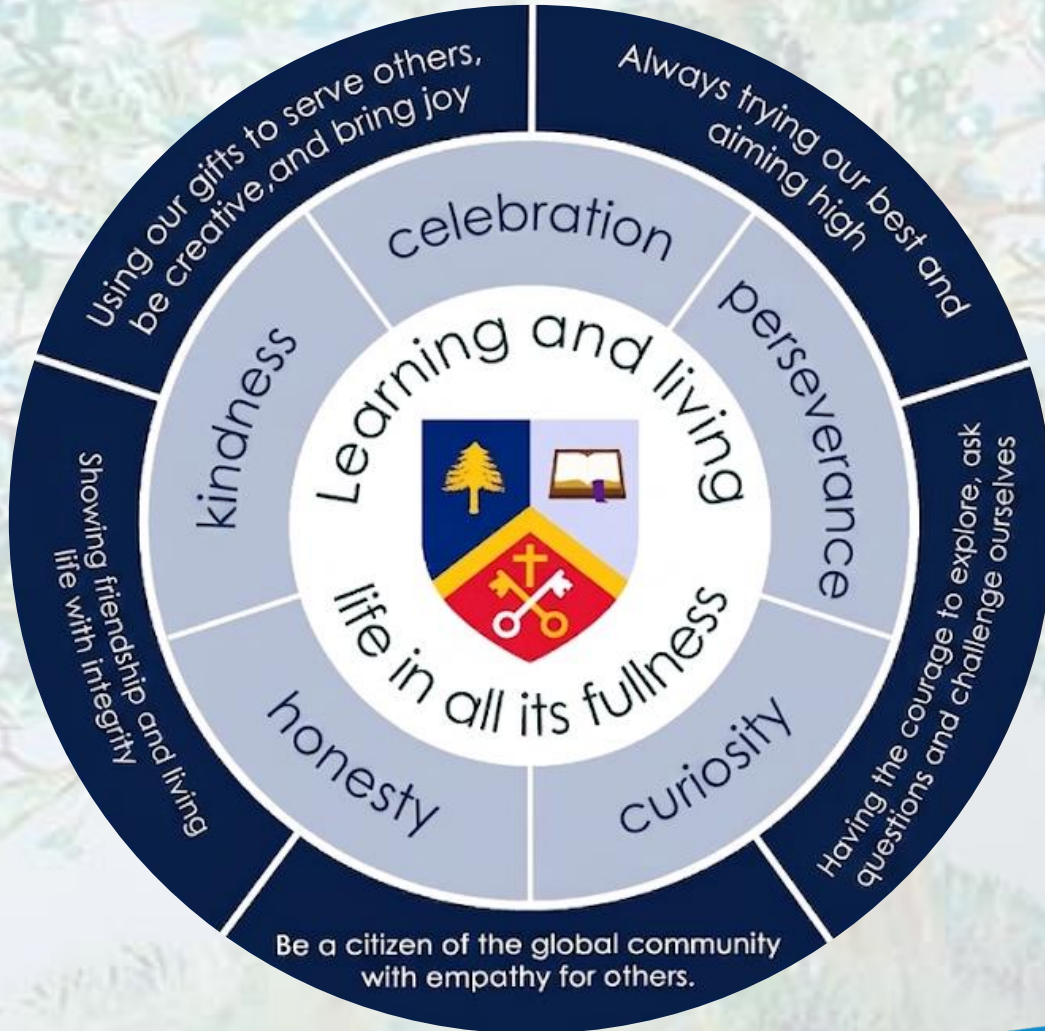 Using our gifts to serve others,
be creative, and bring joy
Always trying our best and
aiming high
Having the courage to explore, ask
questions and challenge ourselves
Be a citizen of the global community
with empathy for others.
Showing friendship and living
life with integrity
celebration
perseverance
curiosity
honesty
kindness
Learning and living
life in all its fullness